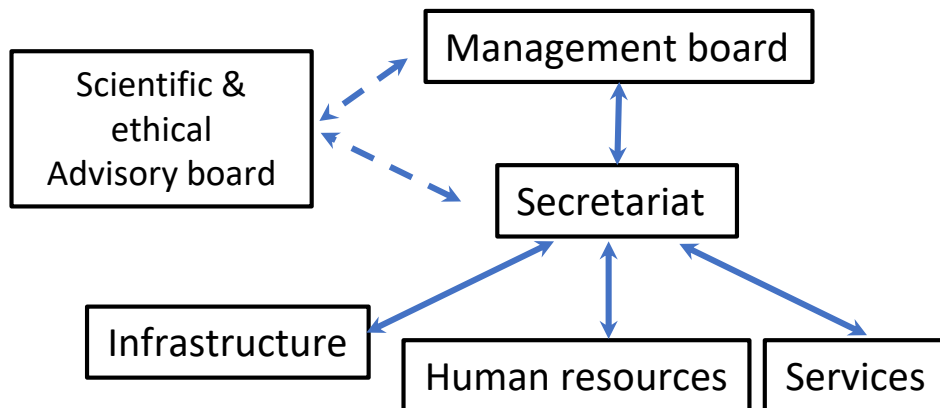 Management board
Scientific &
ethical
Advisory board
Secretariat
Infrastructure
Human resources
Services